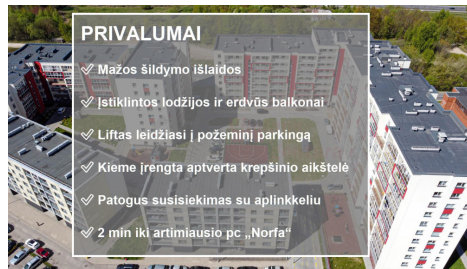 PRIVALUMAI
Mažos šildymo išlaidos
Įstiklintos lodžijos ir erdvūs balkonai
Liftas leidžiasi į požeminį parkingą
Kieme įrengta aptverta krepšinio aikštelė
Patogus susisiekimas su aplinkkeliu
2 min iki artimiausio pc „Norfa“